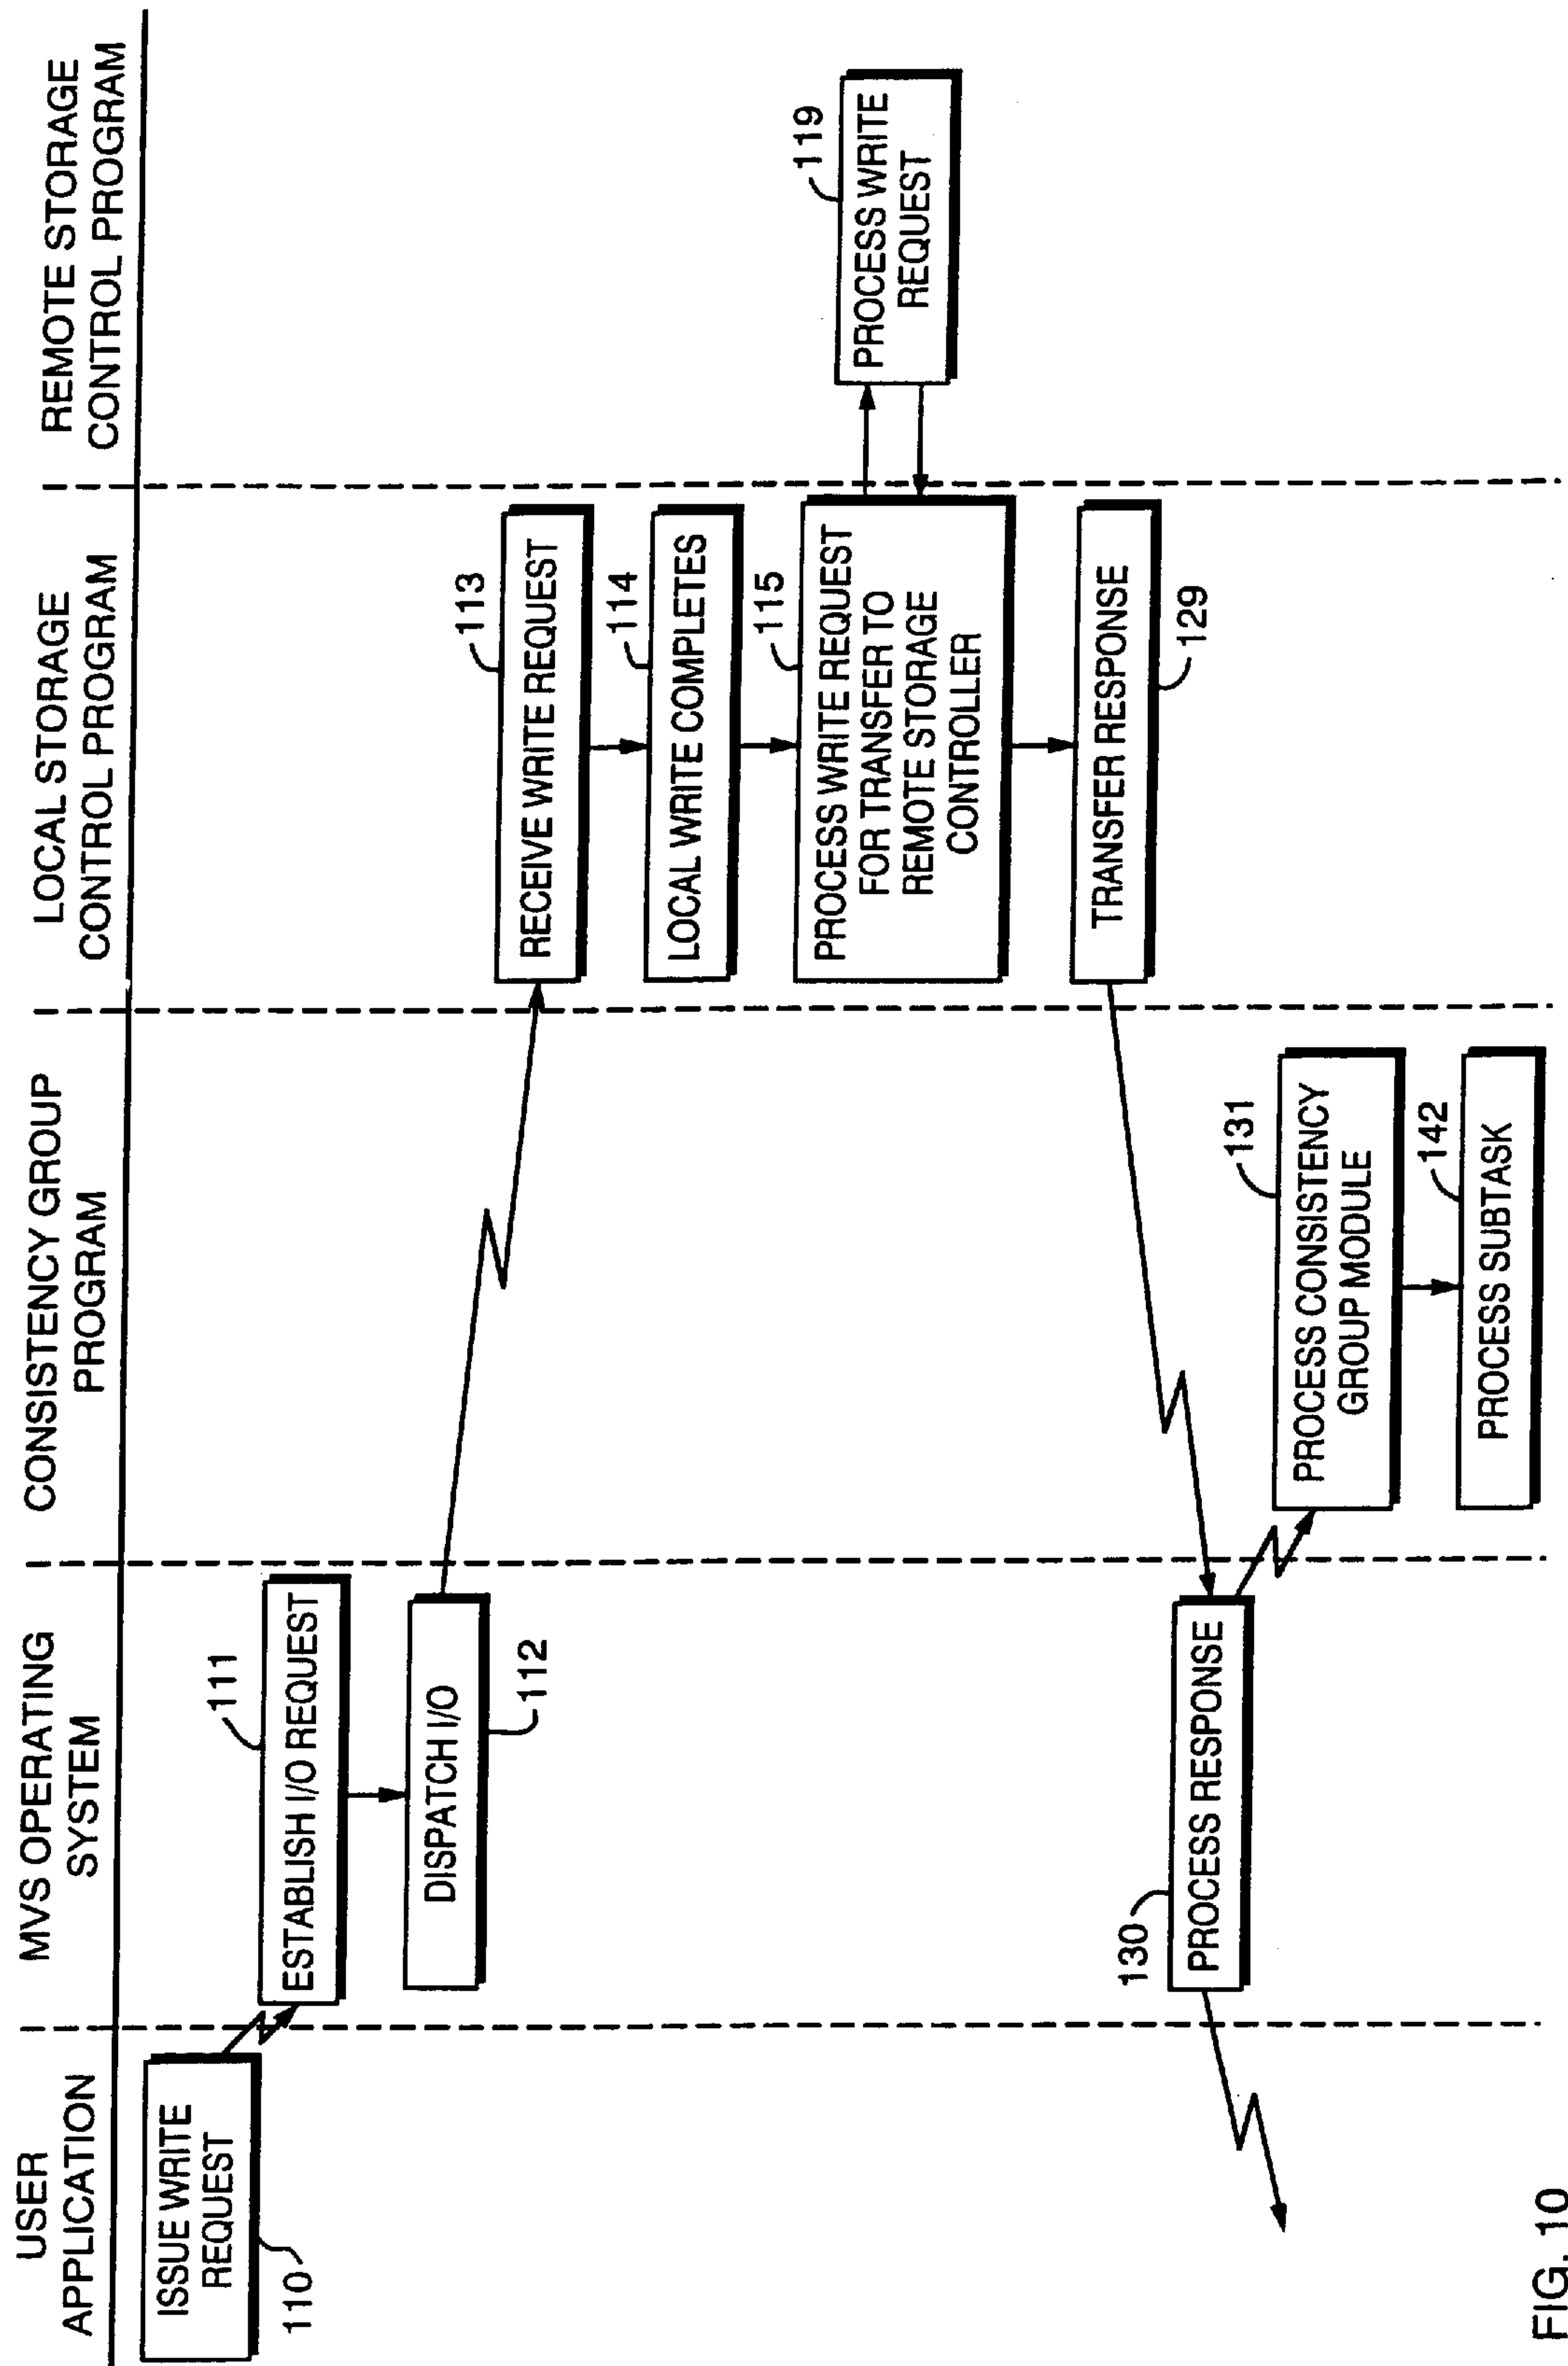 USER
APPLICATION
MVS OPERATING
SYSTEM
CONSISTENCY GROUP
PROGRAM
LOCAL STORAGE
CONTROL PROGRAM
REMOTE STORAGE
CONTROL PROGRAM
ISSUE WRITE
REQUEST
110
111
ESTABLISH I/O REQUEST
DISPATCH I/O
112
113
RECEIVE WRITE REQUEST
114
LOCAL WRITE COMPLETES
115
PROCESS WRITE REQUEST
FOR TRANSFER TO
REMOTE STORAGE
CONTROLLER
119
PROCESS WRITE
REQUEST
TRANSFER RESPONSE
129
130
PROCESS RESPONSE
131
PROCESS CONSISTENCY
GROUP MODULE
142
PROCESS SUBTASK
FIG. 10